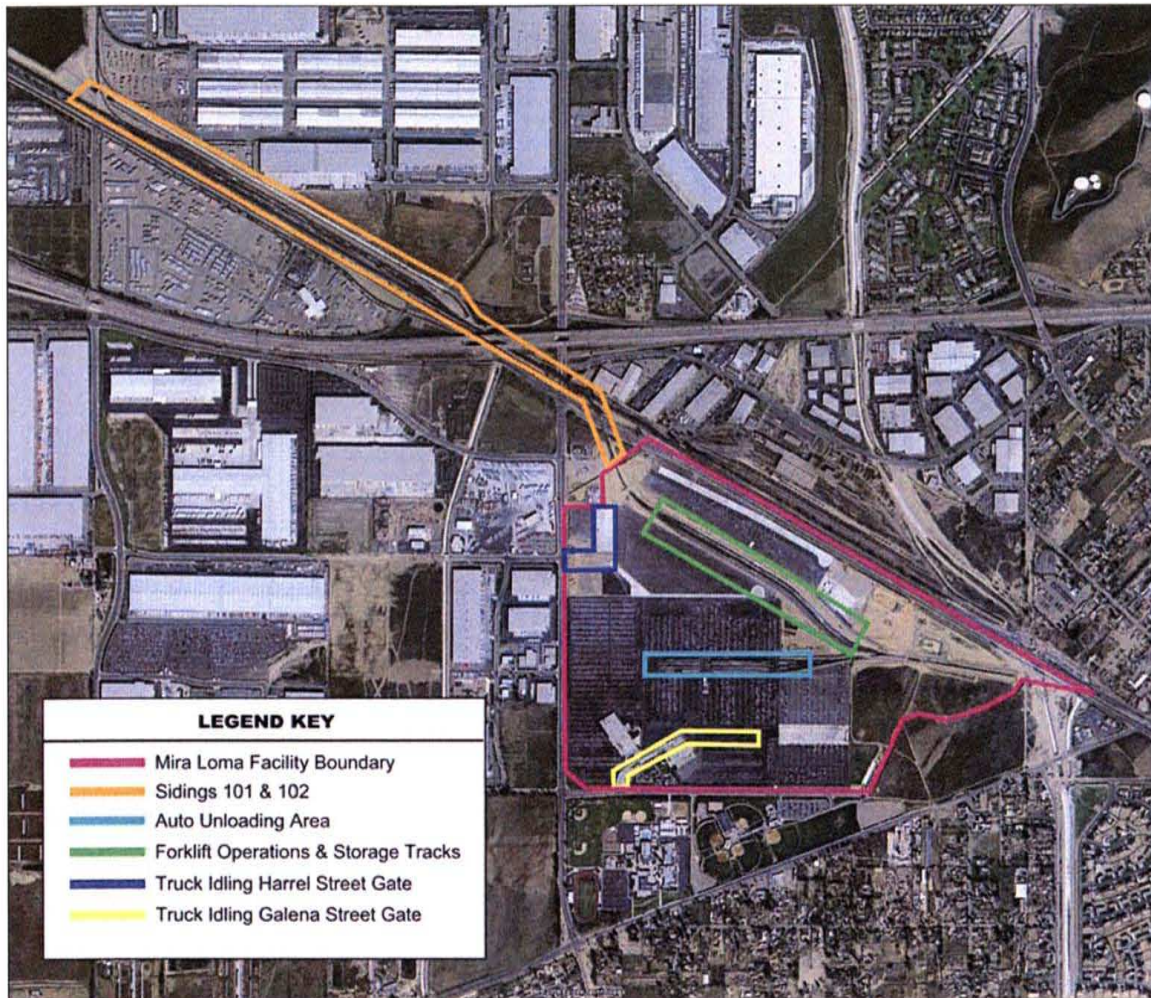 LEGEND KEY
Mira Loma Facility Boundary
Sidings 101 & 102
Auto Unloading Area
Forklift Operations & Storage Tracks
Truck Idling Harrel Street Gate
Truck Idling Galena Street Gate